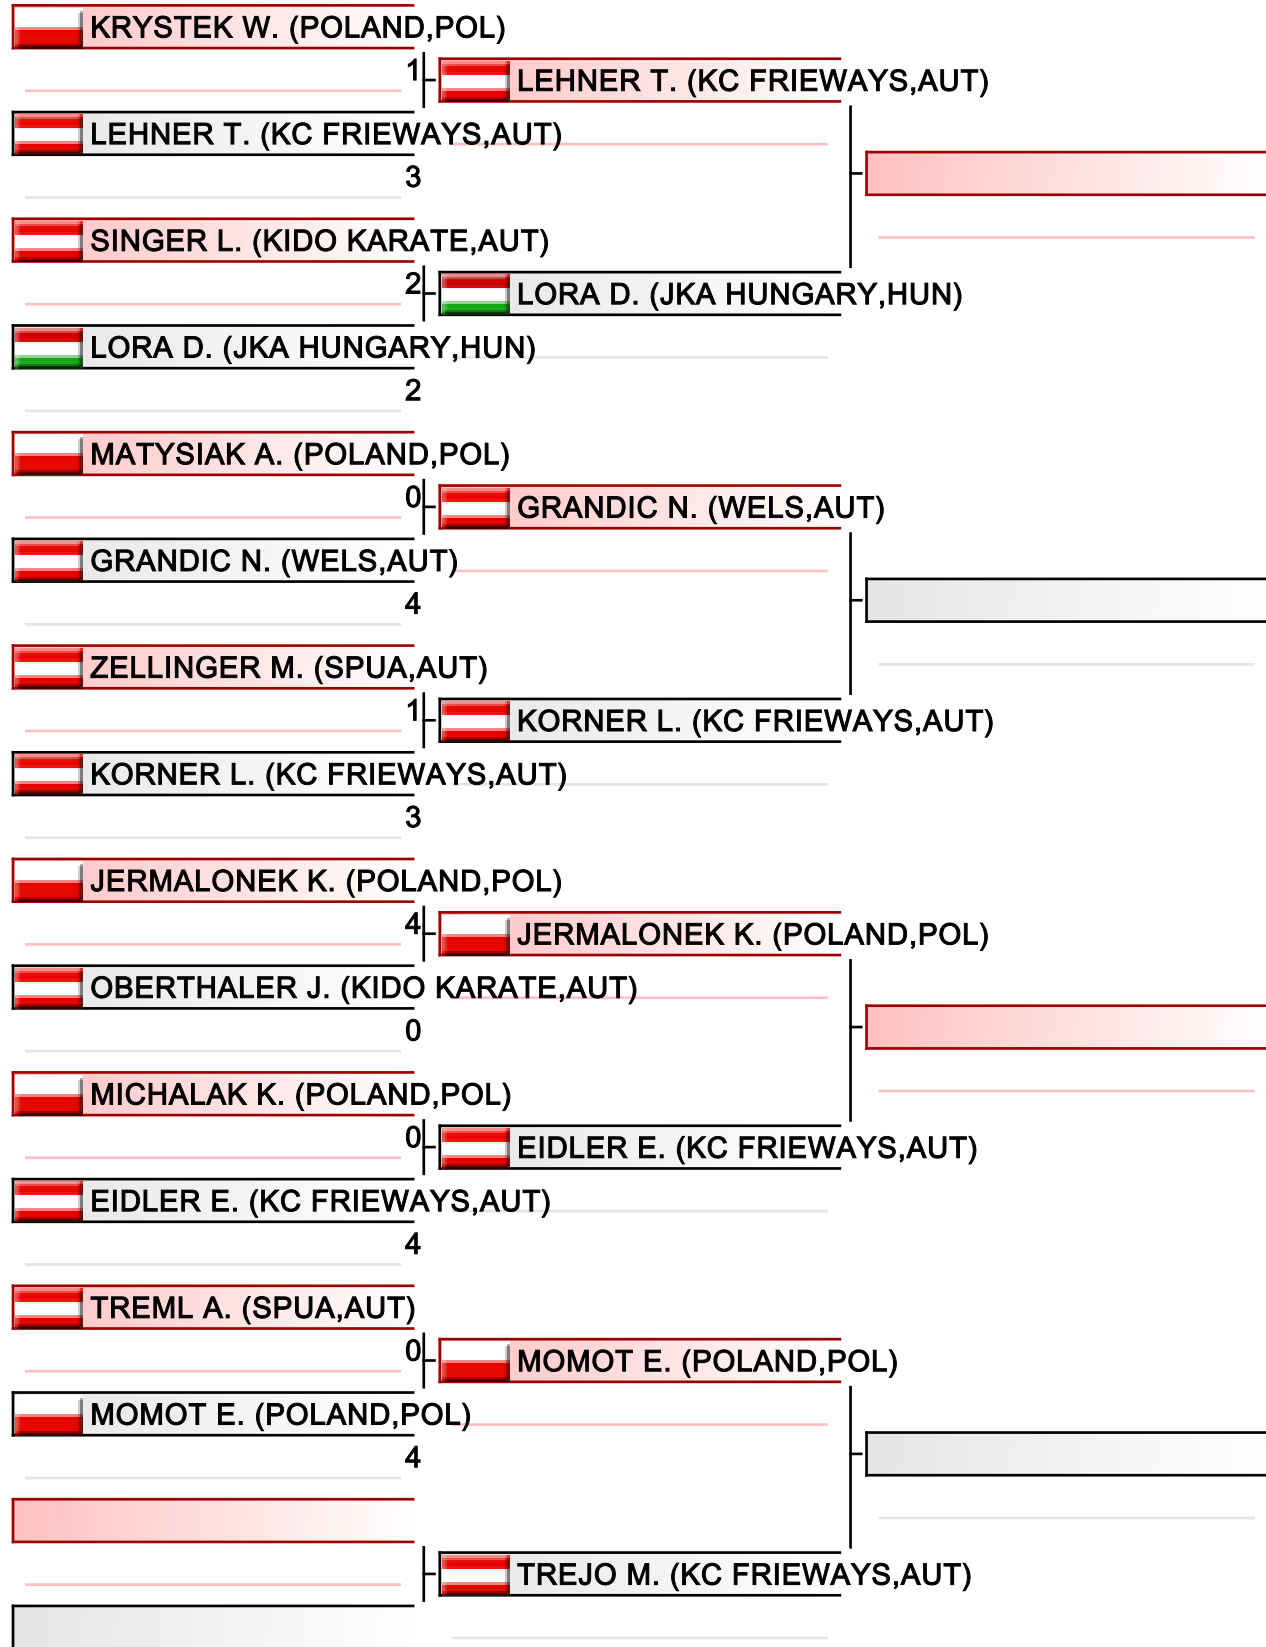 KRYSTEK W. (POLAND,POL)
1
LEHNER T. (KC FRIEWAYS,AUT)
LEHNER T. (KC FRIEWAYS,AUT)
3
SINGER L. (KIDO KARATE,AUT)
2
LORA D. (JKA HUNGARY,HUN)
LORA D. (JKA HUNGARY,HUN)
2
MATYSIAK A. (POLAND,POL)
0
GRANDIC N. (WELS,AUT)
GRANDIC N. (WELS,AUT)
4
ZELLINGER M. (SPUA,AUT)
1
KORNER L. (KC FRIEWAYS,AUT)
KORNER L. (KC FRIEWAYS,AUT)
3
JERMALONEK K. (POLAND,POL)
4
JERMALONEK K. (POLAND,POL)
OBERTHALER J. (KIDO KARATE,AUT)
0
MICHALAK K. (POLAND,POL)
0
EIDLER E. (KC FRIEWAYS,AUT)
EIDLER E. (KC FRIEWAYS,AUT)
4
TREML A. (SPUA,AUT)
0
MOMOT E. (POLAND,POL)
MOMOT E. (POLAND,POL)
4
TREJO M. (KC FRIEWAYS,AUT)